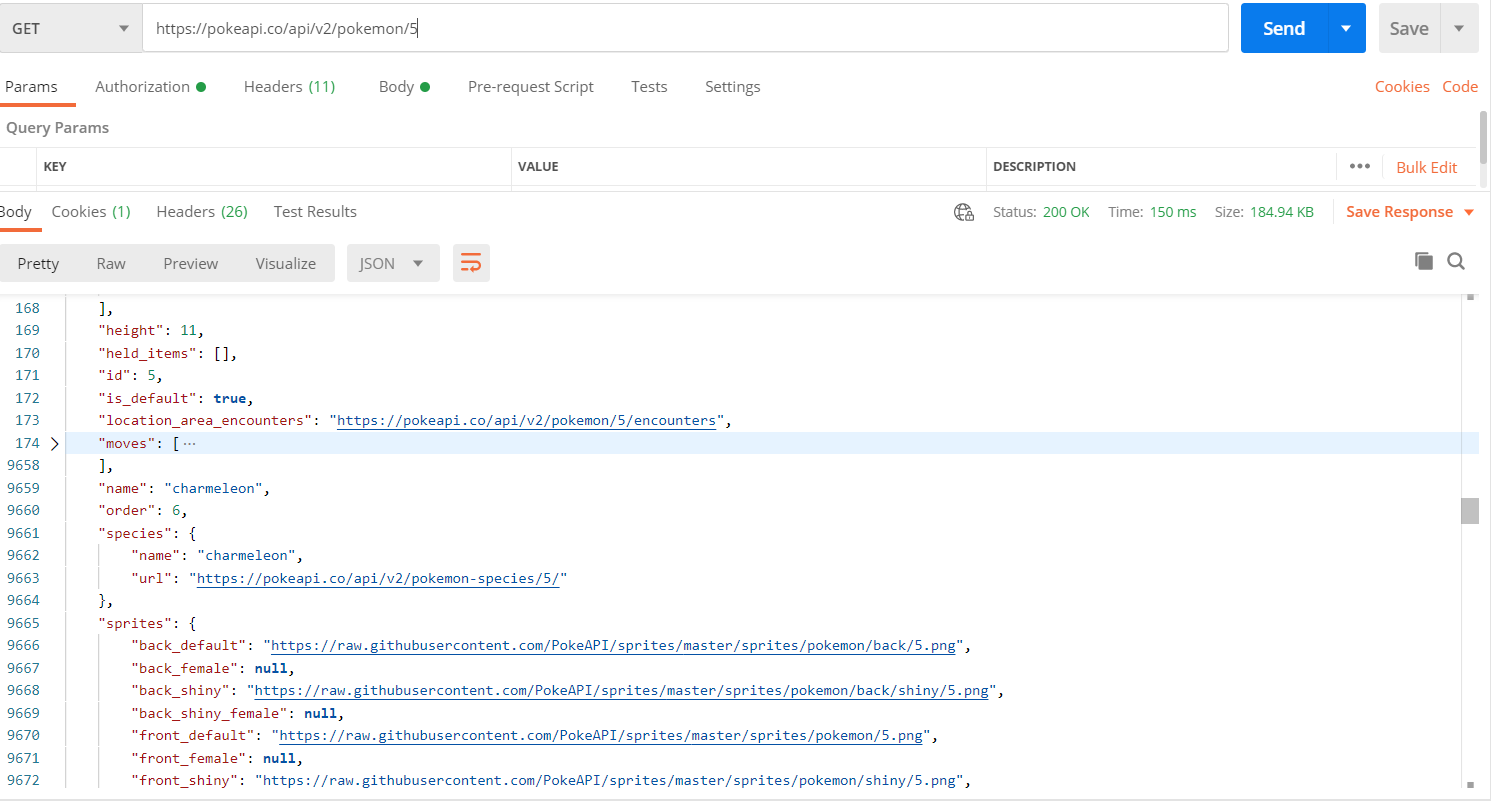 GET https://pokeapi.co/api/v2/pokemon/5 Send Save
Params Authorization Headers (11) Body Pre-request Script Tests Settings Cookies Code
Query Params
KEY VALUE DESCRIPTION ••• Bulk Edit
Body Cookies (1) Headers (26) Test Results Status: 200 OK Time: 150 ms Size: 184.94 KB Save Response
Pretty Raw Preview Visualize JSON
168 ],
169 "height": 11,
170 "held_items": [],
171 "id": 5,
172 "is_default": true,
173 "location_area_encounters": "https://pokeapi.co/api/v2/pokemon/5/encounters",
174 "moves": [ ···
9658 ],
9659 "name": "charmeleon",
9660 "order": 6,
9661 "species": {
9662 "name": "charmeleon",
9663 "url": "https://pokeapi.co/api/v2/pokemon-species/5/"
9664 },
9665 "sprites": {
9666 "back_default": "https://raw.githubusercontent.com/PokeAPI/sprites/master/sprites/pokemon/back/5.png",
9667 "back_female": null,
9668 "back_shiny": "https://raw.githubusercontent.com/PokeAPI/sprites/master/sprites/pokemon/back/shiny/5.png",
9669 "back_shiny_female": null,
9670 "front_default": "https://raw.githubusercontent.com/PokeAPI/sprites/master/sprites/pokemon/5.png",
9671 "front_female": null,
9672 "front_shiny": "https://raw.githubusercontent.com/PokeAPI/sprites/master/sprites/pokemon/shiny/5.png",